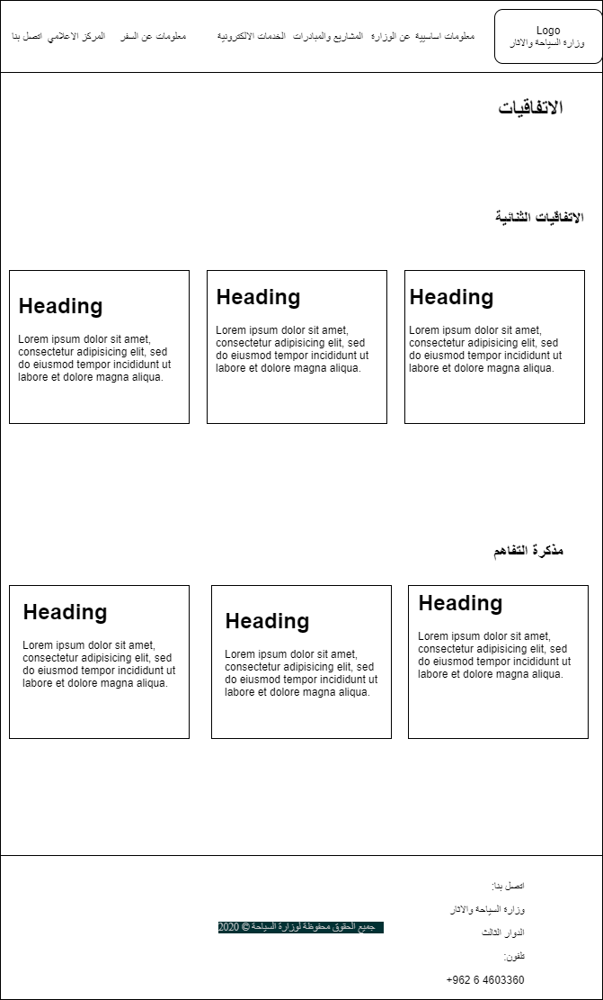 Logo
وزارة السياحة والاثار
معلومات اساسيية عن الوزارة المشاريع والمبادرات الخدمات الالكترونية معلومات عن السفر المركز الاعلامي اتصل بنا
الاتفاقيات
الاتفاقيات الثنائية
Heading
Lorem ipsum dolor sit amet,
consectetur adipisicing elit, sed
do eiusmod tempor incididunt ut
labore et dolore magna aliqua.
Heading
Lorem ipsum dolor sit amet,
consectetur adipisicing elit, sed
do eiusmod tempor incididunt ut
labore et dolore magna aliqua.
Heading
Lorem ipsum dolor sit amet,
consectetur adipisicing elit, sed
do eiusmod tempor incididunt ut
labore et dolore magna aliqua.
مذكرة التفاهم
Heading
Lorem ipsum dolor sit amet,
consectetur adipisicing elit, sed
do eiusmod tempor incididunt ut
labore et dolore magna aliqua.
Heading
Lorem ipsum dolor sit amet,
consectetur adipisicing elit, sed
do eiusmod tempor incididunt ut
labore et dolore magna aliqua.
Heading
Lorem ipsum dolor sit amet,
consectetur adipisicing elit, sed
do eiusmod tempor incididunt ut
labore et dolore magna aliqua.
اتصل بنا:
وزارة السياحة والاثار
الدوار الثالث
تلفون:
+962 6 4603360
جميع الحقوق محفوظة لوزارة السياحة © 2020